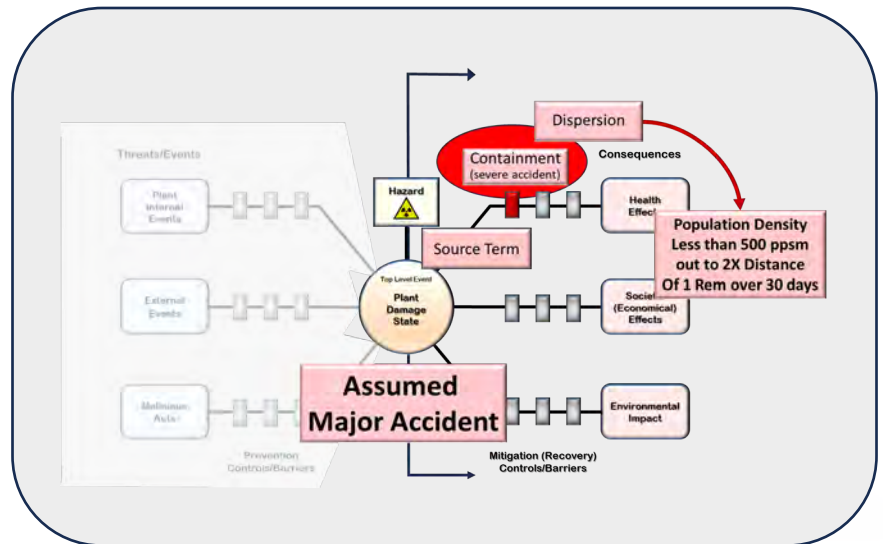 Dispersion
Threats/Events
Containment
(severe accident)
Consequences
Plant
Internal
Events
Hazard
Health
Effec
Population Density
Less than 500 ppsm
out to 2X Distance
Of 1 Rem over 30 days
Source Term
Top Level Event
Plant
Damage
State
External
Events
Societ
(Economical)
Effects
Assumed
Major Accident
Malicious
Acts
Environmental
Impact
Prevention
Controls/Barriers
Mitigation (Recovery)
Controls/Barriers